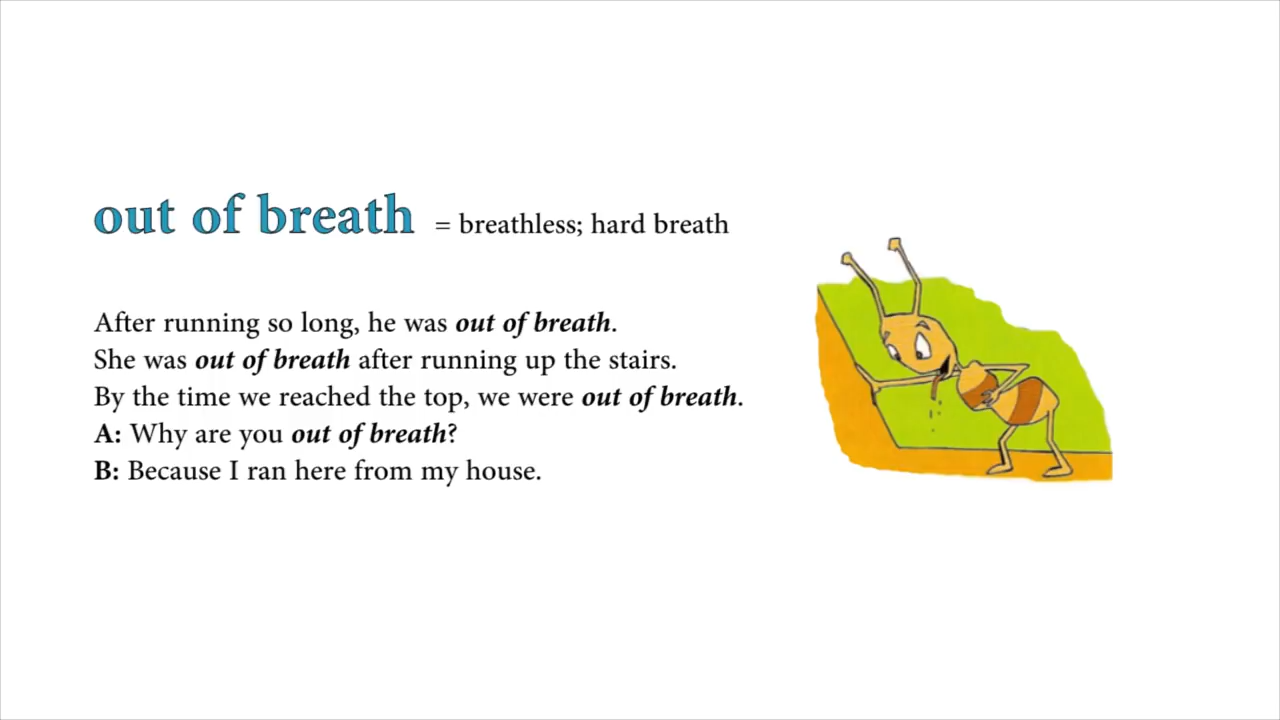 out of breath = breathless; hard breath
After running so long, he was out of breath.
She was out of breath after running up the stairs.
By the time we reached the top, we were out of breath.
A: Why are you out of breath?
B: Because I ran here from my house.